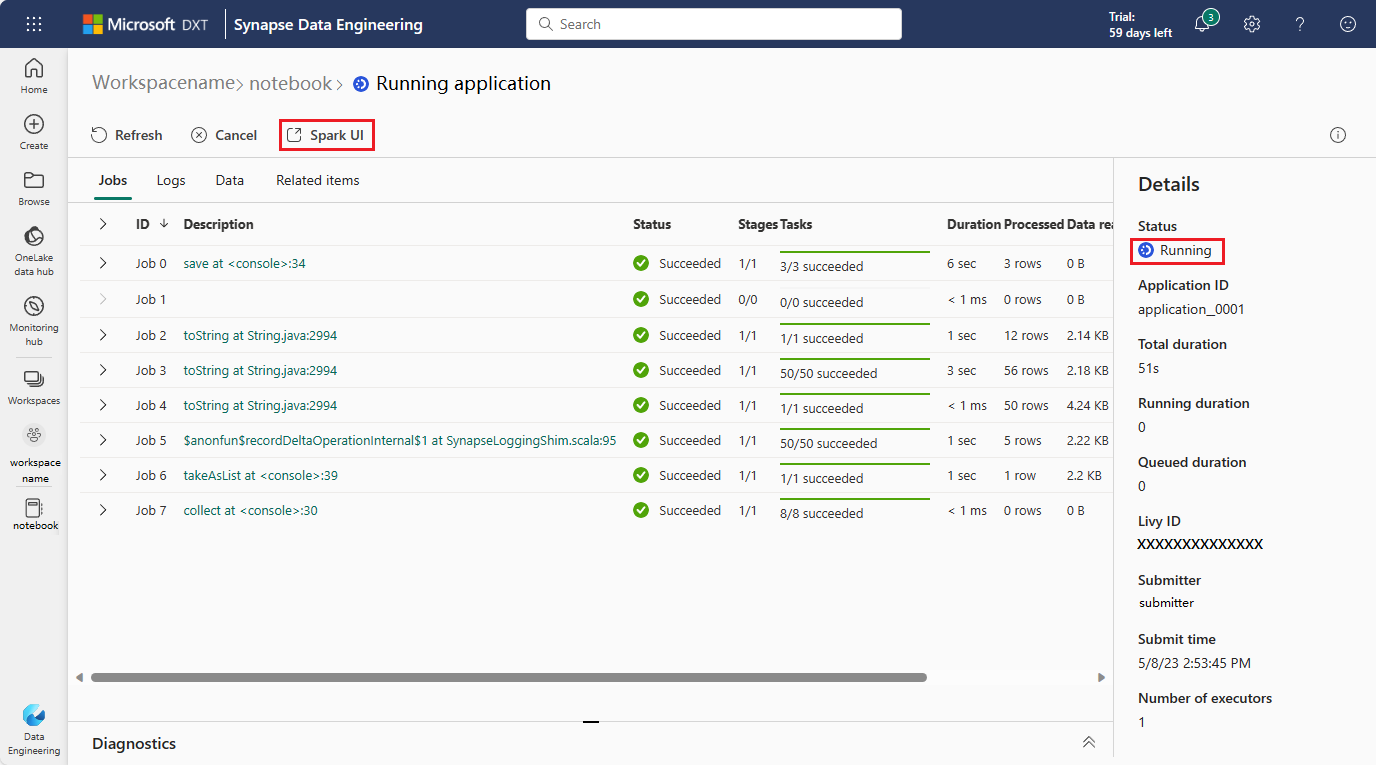 Microsoft DXT Synapse Data Engineering
Search
Trial:
59 days left
3
Home
Create
Browse
OneLake
data hub
Monitoring
hub
Workspaces
workspace
name
notebook
Data
Engineering
Workspacename > notebook > Running application
Refresh Cancel Spark UI
Jobs Logs Data Related items
ID ↓ Description Status Stages Tasks Duration Processed Data rea
Job 0 save at <console>:34 Succeeded 1/1 3/3 succeeded 6 sec 3 rows 0 B
Job 1 Succeeded 0/0 0/0 succeeded < 1 ms 0 rows 0 B
Job 2 toString at String.java:2994 Succeeded 1/1 1/1 succeeded 1 sec 12 rows 2.14 KB
Job 3 toString at String.java:2994 Succeeded 1/1 50/50 succeeded 3 sec 56 rows 2.18 KB
Job 4 toString at String.java:2994 Succeeded 1/1 1/1 succeeded < 1 ms 50 rows 4.24 KB
Job 5 $anonfun$recordDeltaOperationInternal$1 at SynapseLoggingShim.scala:95 Succeeded 1/1 50/50 succeeded 1 sec 5 rows 2.22 KB
Job 6 takeAsList at <console>:39 Succeeded 1/1 1/1 succeeded 1 sec 1 row 2.2 KB
Job 7 collect at <console>:30 Succeeded 1/1 8/8 succeeded < 1 ms 0 rows 0 B
Diagnostics
Details
Status
Running
Application ID
application_0001
Total duration
51s
Running duration
0
Queued duration
0
Livy ID
XXXXXXXXXXXXXX
Submitter
submitter
Submit time
5/8/23 2:53:45 PM
Number of executors
1